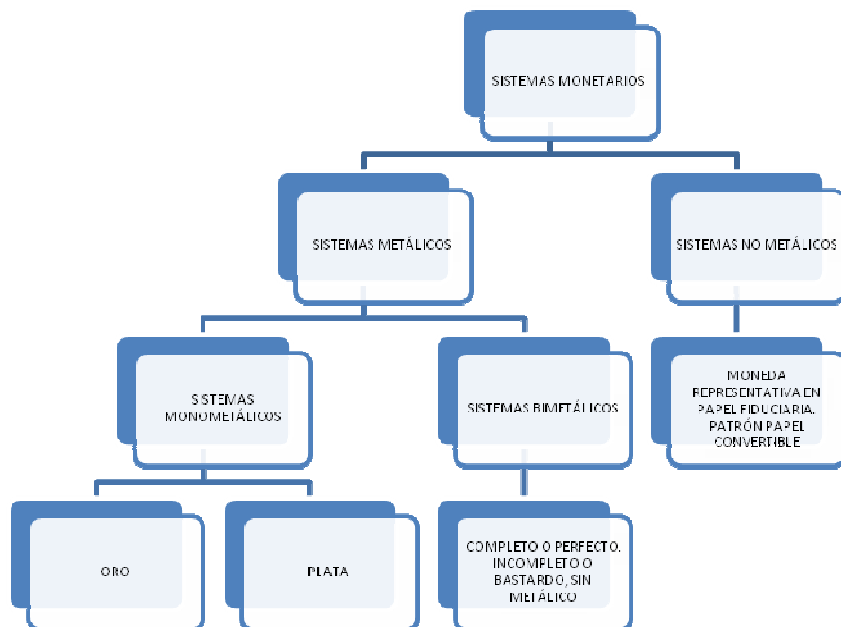 SISTEMAS MONETARIOS
SISTEMAS METÁLICOS
SISTEMAS NO METÁLICOS
SISTEMAS
MONOMETÁLICOS
SISTEMAS BIMETÁLICOS
MONEDA
REPRESENTATIVA EN
PAPEL FIDUCIARIA.
PATRÓN PAPEL
CONVERTIBLE
ORO
PLATA
COMPLETO O PERFECTO.
INCOMPLETO O
BASTARDO, SIN
METÁLICO